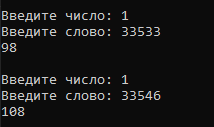 Введите число: 1
Введите слово: 33533
98
Введите число: 1
Введите слово: 33546
108